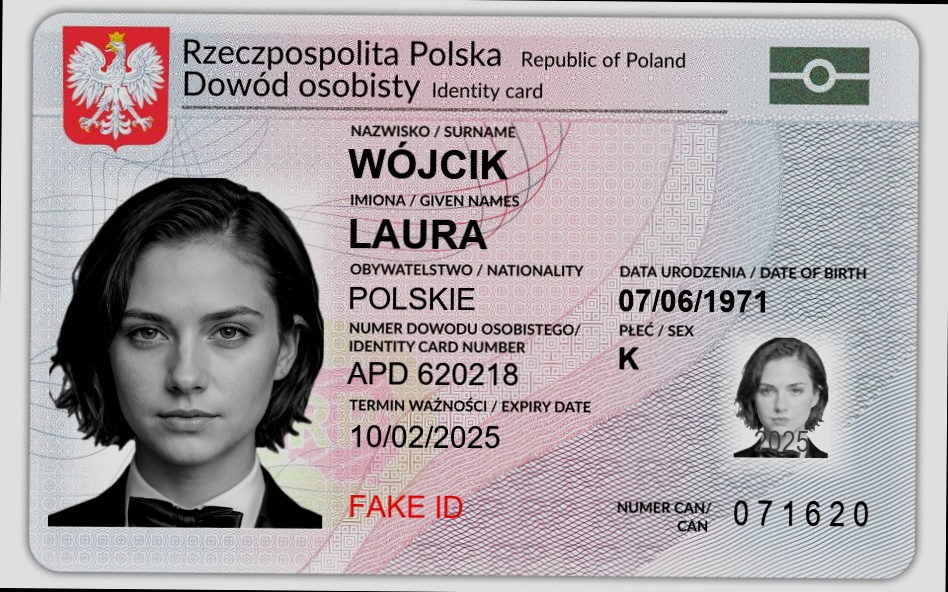 Rzeczpospolita Polska Republic of Poland
Dowód osobisty Identity card
NAZWISKO / SURNAME
WÓJCIK
IMIONA / GIVEN NAMES
LAURA
OBYWATELSTWO / NATIONALITY
POLSKIE
DATA URODZENIA / DATE OF BIRTH
07/06/1971
NUMER DOWODU OSOBISTEGO/
IDENTITY CARD NUMBER
APD 620218
PŁEĆ / SEX
K
TERMIN WAŻNOŚCI / EXPIRY DATE
10/02/2025
2025
FAKE ID
NUMER CAN/
CAN
071620